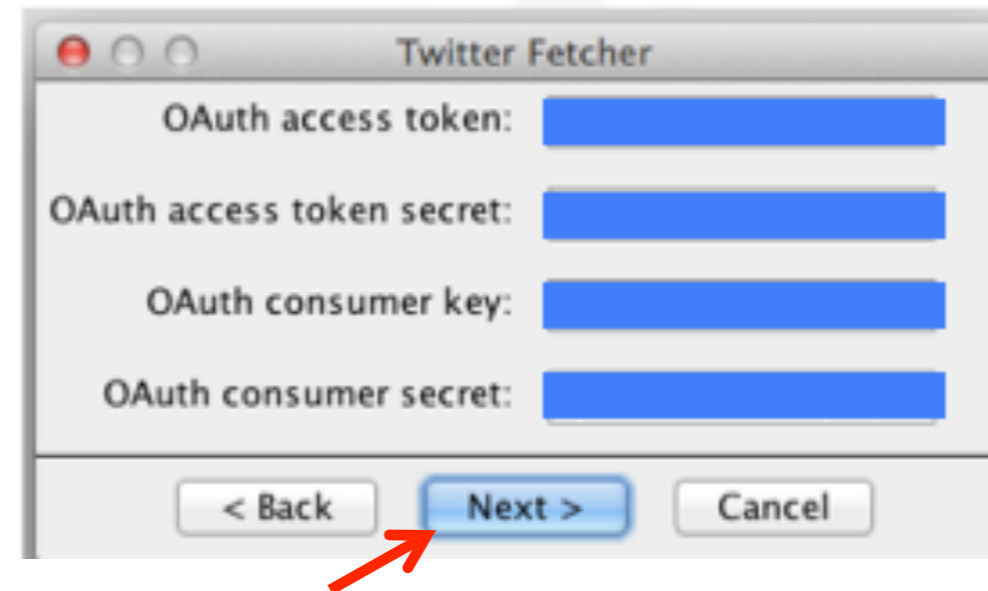 Twitter Fetcher
OAuth access token:
OAuth access token secret:
OAuth consumer key:
OAuth consumer secret:
< Back Next > Cancel